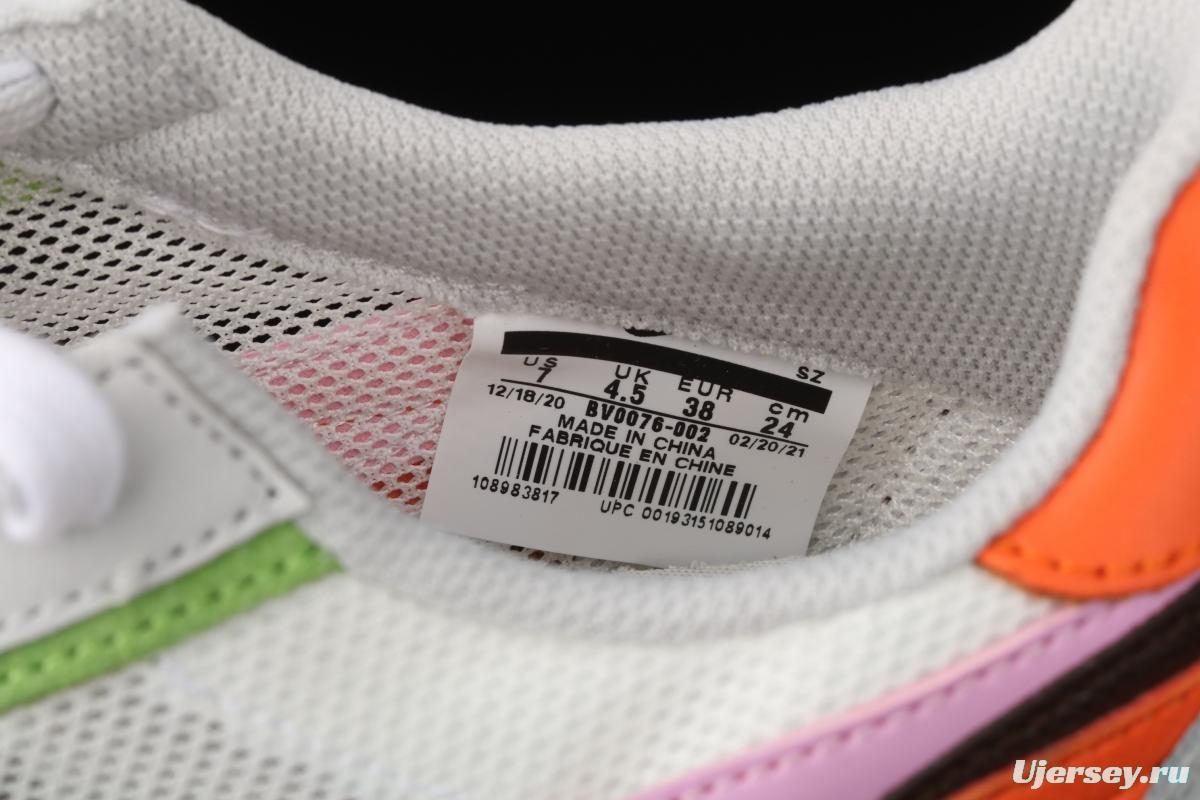 SZ
US UK EUR cm
7 4.5 38 24
12/18/20 BV0076-002 02/20/21
MADE IN CHINA
FABRIQUE EN CHINE
108983817 UPC 00193151089014
Ujersey.ru